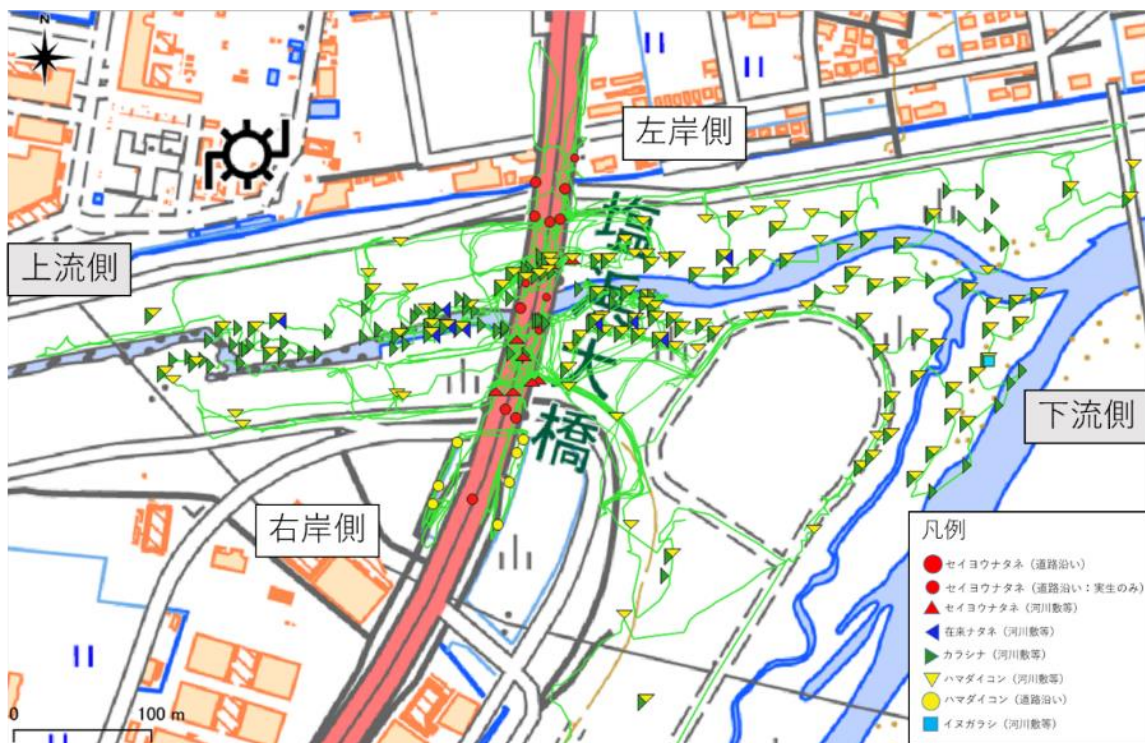 N
左岸側
上流側
塩浜大橋
下流側
右岸側
凡例
セイヨウナタネ（道路沿い）
セイヨウナタネ（道路沿い：実生のみ）
セイヨウナタネ（河川敷等）
在来ナタネ（河川敷等）
カラシナ（河川敷等）
ハマダイコン（河川敷等）
ハマダイコン（道路沿い）
イヌガラシ（河川敷等）
0 100 m